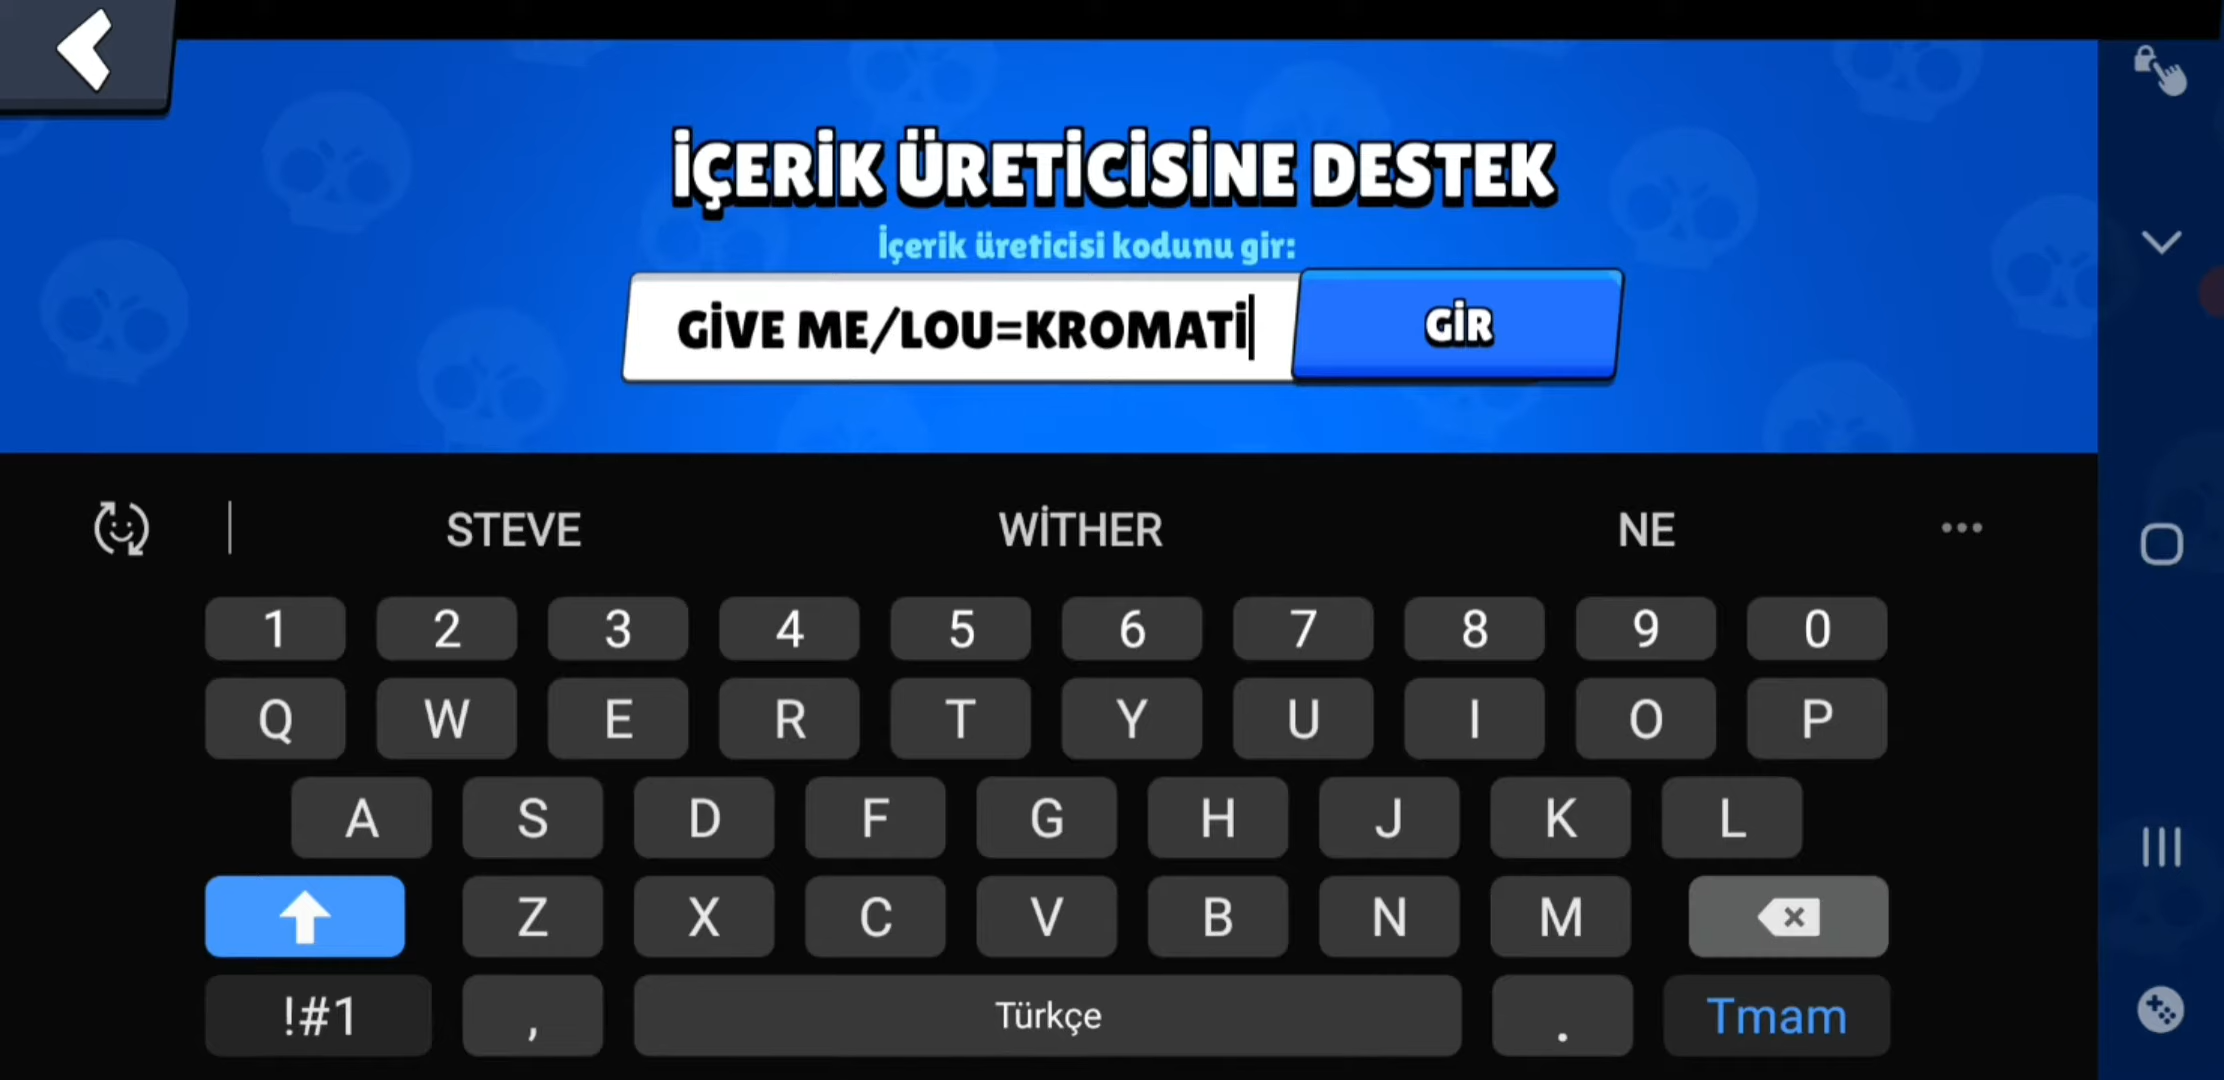 İÇERİK ÜRETİCİSİNE DESTEK
İçerik üreticisi kodunu gir:
GİVE ME/LOU=KROMATİ
GİR
STEVE WİTHER NE
1 2 3 4 5 6 7 8 9 0
Q W E R T Y U I O P
A S D F G H J K L
Z X C V B N M
!#1 , Türkçe . Tmam